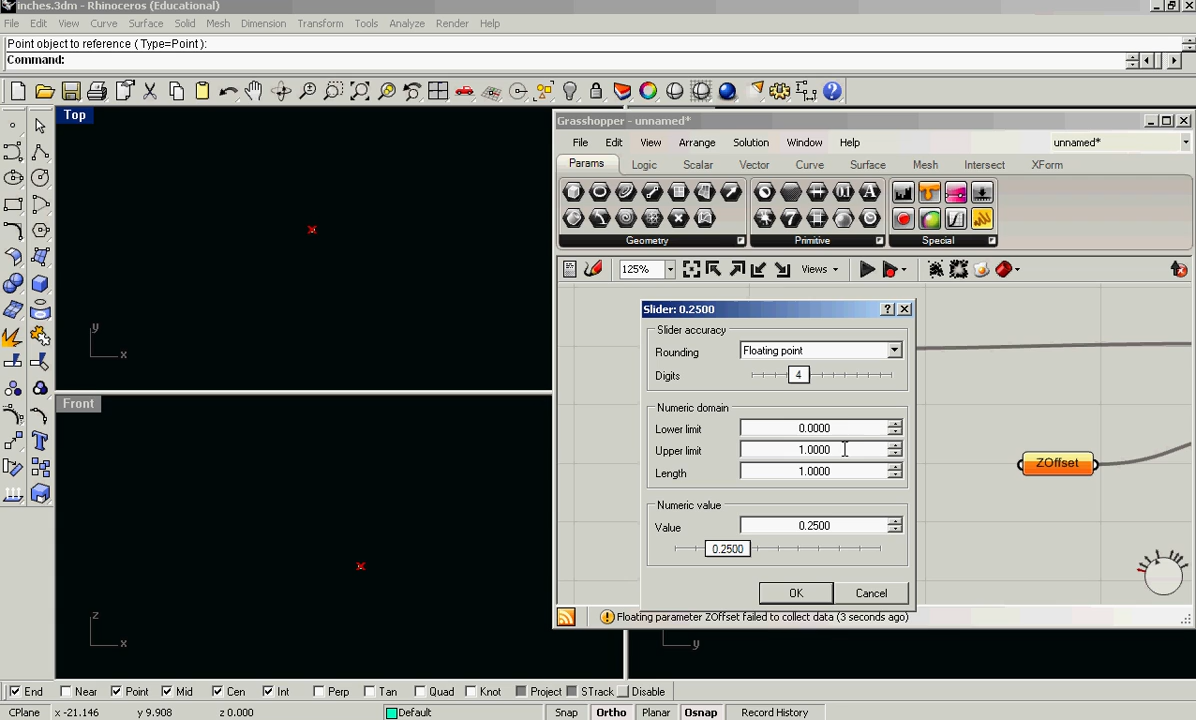 inches.3dm - Rhinoceros (Educational)
File Edit View Curve Surface Solid Mesh Dimension Transform Tools Analyze Render Help
Point object to reference ( Type=Point ):
Command:
Top
y
x
Front
z
x
y
Grasshopper - unnamed*
File Edit View Arrange Solution Window Help unnamed*
Params Logic Scalar Vector Curve Surface Mesh Intersect XForm
Geometry Primitive Special
125% Views
Slider: 0.2500
Slider accuracy
Rounding Floating point
Digits 4
Numeric domain
Lower limit 0.0000
Upper limit 1.0000
Length 1.0000
Numeric value
Value 0.2500
0.2500
OK Cancel
ZOffset
Floating parameter ZOffset failed to collect data (3 seconds ago)
End Near Point Mid Cen Int Perp Tan Quad Knot Project STrack Disable
CPlane x -21.146 y 9.908 z 0.000 Default Snap Ortho Planar Osnap Record History